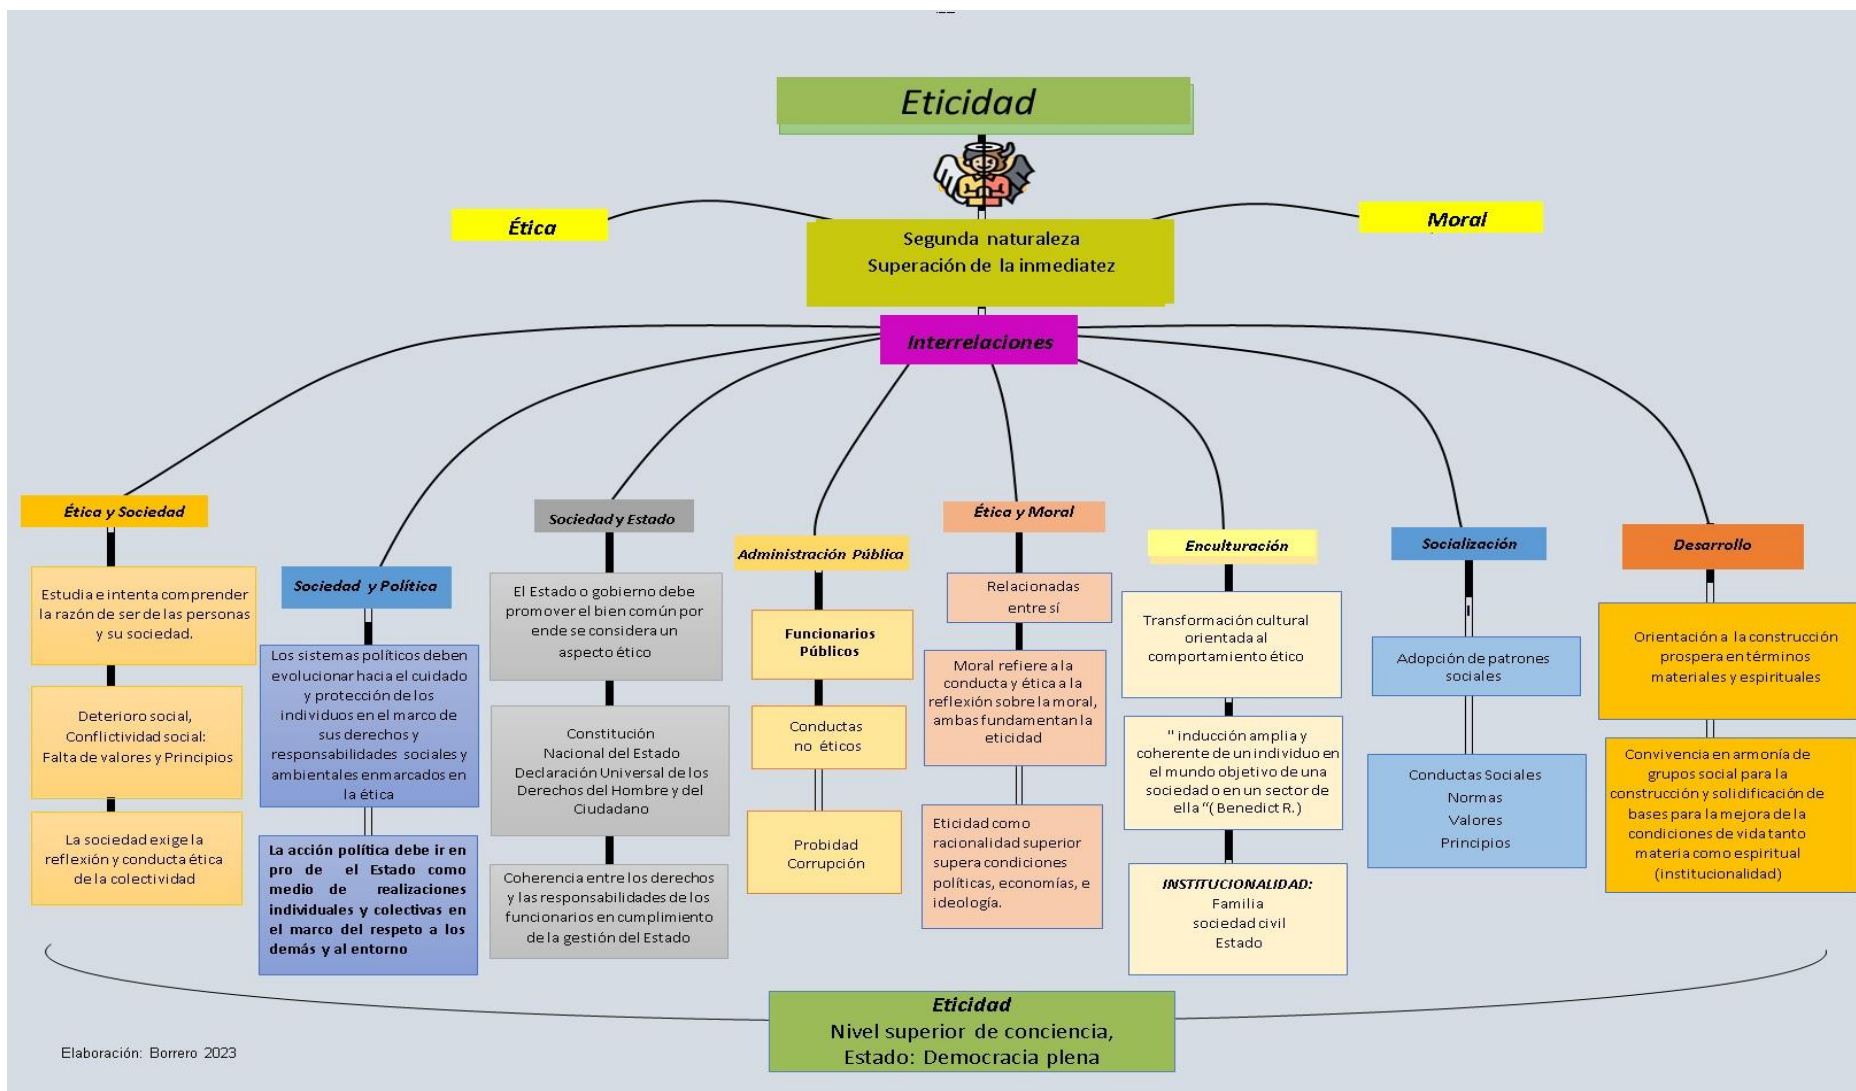 Eticidad
Ética
Moral
Segunda naturaleza
Superación de la inmediatez
Interrelaciones
Ética y Sociedad
Estudia e intenta comprender
la razón de ser de las personas
y su sociedad.
Deterioro social,
Conflictividad social:
Falta de valores y Principios
La sociedad exige la
reflexión y conducta ética
de la colectividad
Sociedad y Política
Los sistemas políticos deben
evolucionar hacia el cuidado
y protección de los
individuos en el marco de
sus derechos y
responsabilidades sociales y
ambientales enmarcados en
la ética
La acción política debe ir en
pro de el Estado como
medio de realizaciones
individuales y colectivas en
el marco del respeto a los
demás y al entorno
Sociedad y Estado
El Estado o gobierno debe
promover el bien común por
ende se considera un
aspecto ético
Constitución
Nacional del Estado
Declaración Universal de los
Derechos del Hombre y del
Ciudadano
Coherencia entre los derechos
y las responsabilidades de los
funcionarios en cumplimiento
de la gestión del Estado
Administración Pública
Funcionarios
Públicos
Conductas
no éticos
Probidad
Corrupción
Ética y Moral
Relacionadas
entre sí
Moral refiere a la
conducta y ética a la
reflexión sobre la moral,
ambas fundamentan la
eticidad
Eticidad como
racionalidad superior
supera condiciones
políticas, economías, e
ideología.
Enculturación
Transformación cultural
orientada al
comportamiento ético
" inducción amplia y
coherente de un individuo en
el mundo objetivo de una
sociedad o en un sector de
ella "( Benedict R.)
INSTITUCIONALIDAD:
Familia
sociedad civil
Estado
Socialización
Adopción de patrones
sociales
Conductas Sociales
Normas
Valores
Principios
Desarrollo
Orientación a la construcción
prospera en términos
materiales y espirituales
Convivencia en armonía de
grupos social para la
construcción y solidificación de
bases para la mejora de la
condiciones de vida tanto
materia como espiritual
(institucionalidad)
Eticidad
Nivel superior de conciencia,
Estado: Democracia plena
Elaboración: Borrero 2023